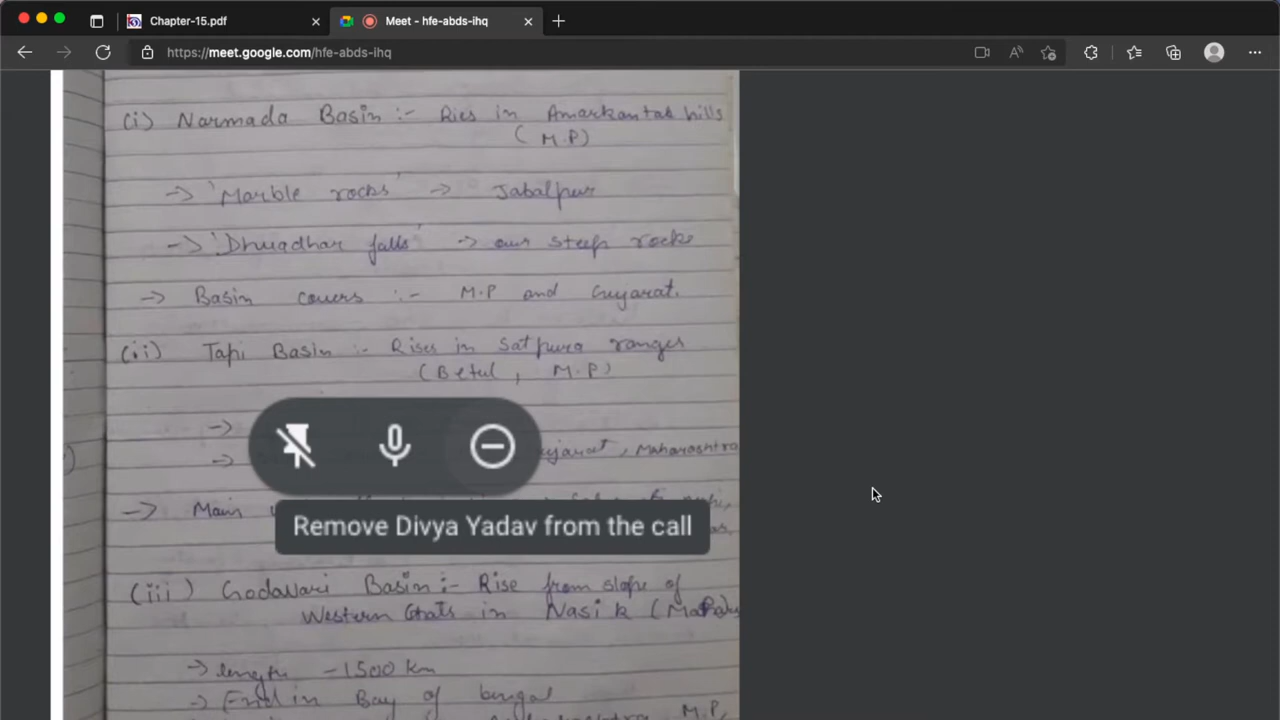 Chapter-15.pdf
Meet - hfe-abds-ihq
https://meet.google.com/hfe-abds-ihq
(i) Narmada Basin :- Ries in Amarkantak hills
(M.P)
-> 'Marble rocks' -> Jabalpur
-> 'Dhuadhar falls' -> our steep rocks
-> Basin covers :- M.P and Gujarat.
(ii) Tapi Basin :- Rises in Satpura ranges
(Betul, M.P)
->
-> Gujarat, Maharashtra
-> Main
Remove Divya Yadav from the call
(iii) Godavari Basin :- Rise from slope of
Western Ghats in Nasik
-> length - 1500 km
-> End in Bay of bengal
M.P,